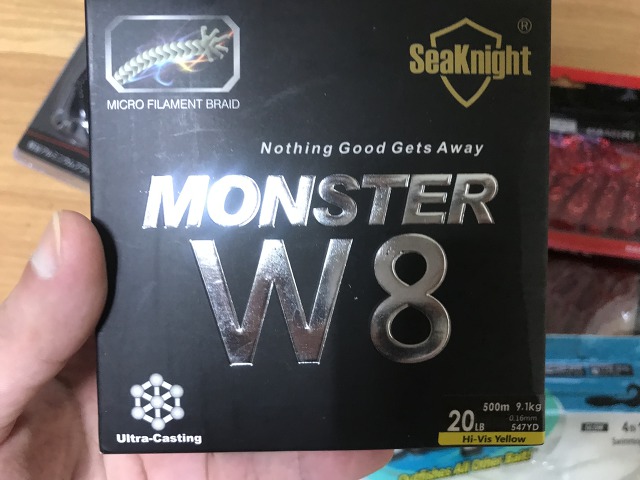 MICRO FILAMENT BRAID
SeaKnight®
Nothing Good Gets Away
MONSTER
W8
Ultra-Casting
500m 9.1kg
0.16mm
20LB 547YD
Hi-Vis Yellow